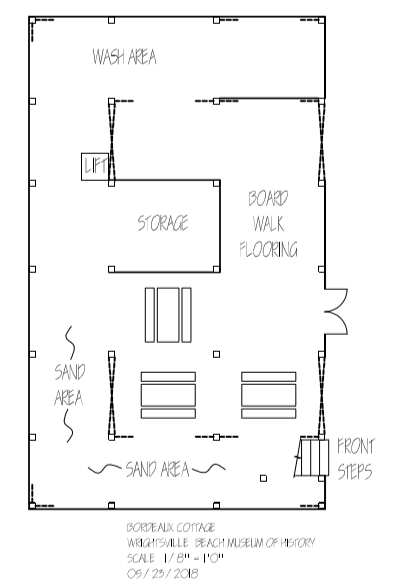 WASH AREA
LIFT
STORAGE
BOARD
WALK
FLOORING
SAND
AREA
SAND AREA
FRONT
STEPS
BORDEAUX COTTAGE
WRIGHTSVILLE BEACH MUSEUM OF HISTORY
SCALE 1/8" = 1'0"
05/23/2018